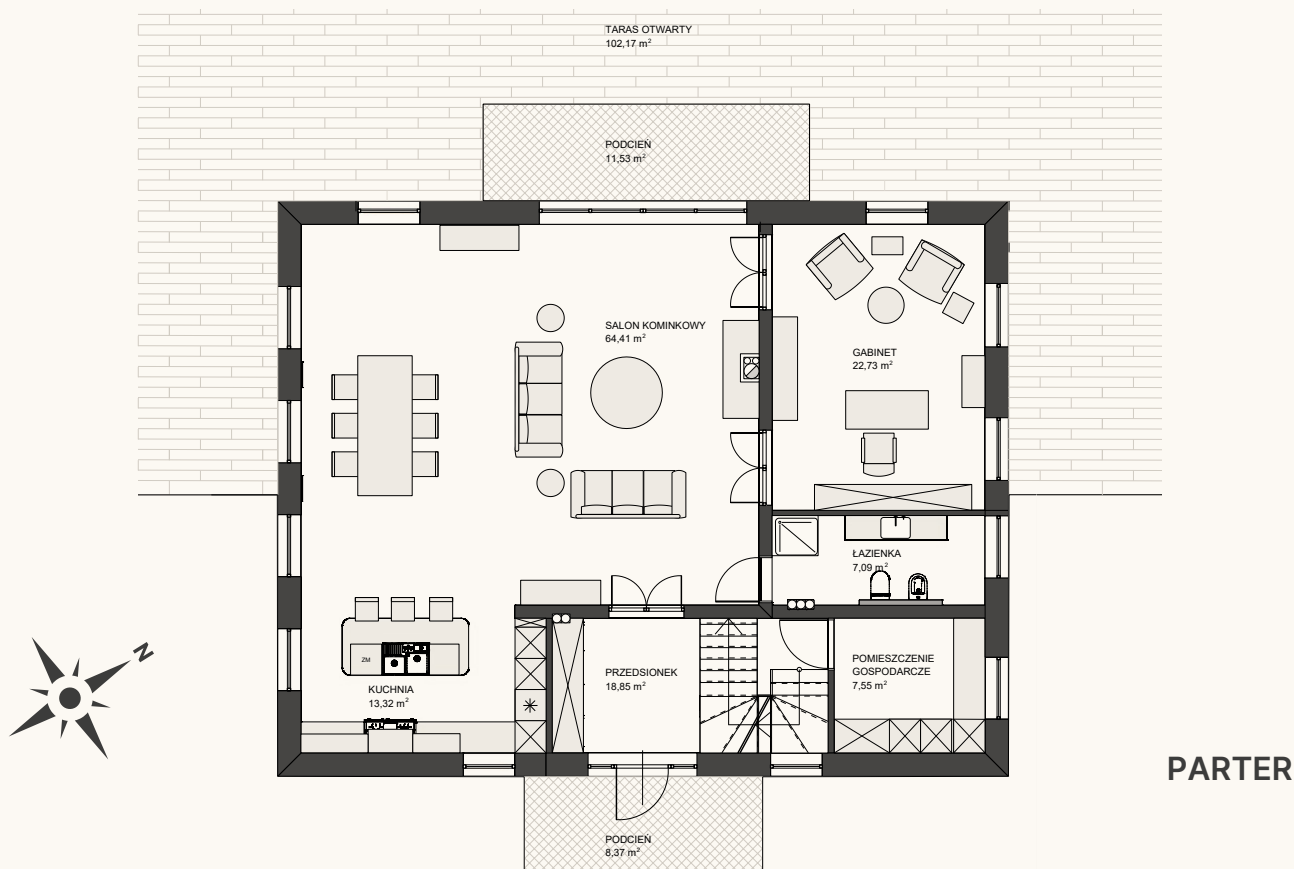 TARAS OTWARTY
102,17 m²
PODCIEŃ
11,53 m²
SALON KOMINKOWY
64,41 m²
GABINET
22,73 m²
ŁAZIENKA
7,09 m²
N
ZM
KUCHNIA
13,32 m²
PRZEDSIONEK
18,85 m²
POMIESZCZENIE
GOSPODARCZE
7,55 m²
PARTER
PODCIEŃ
8,37 m²